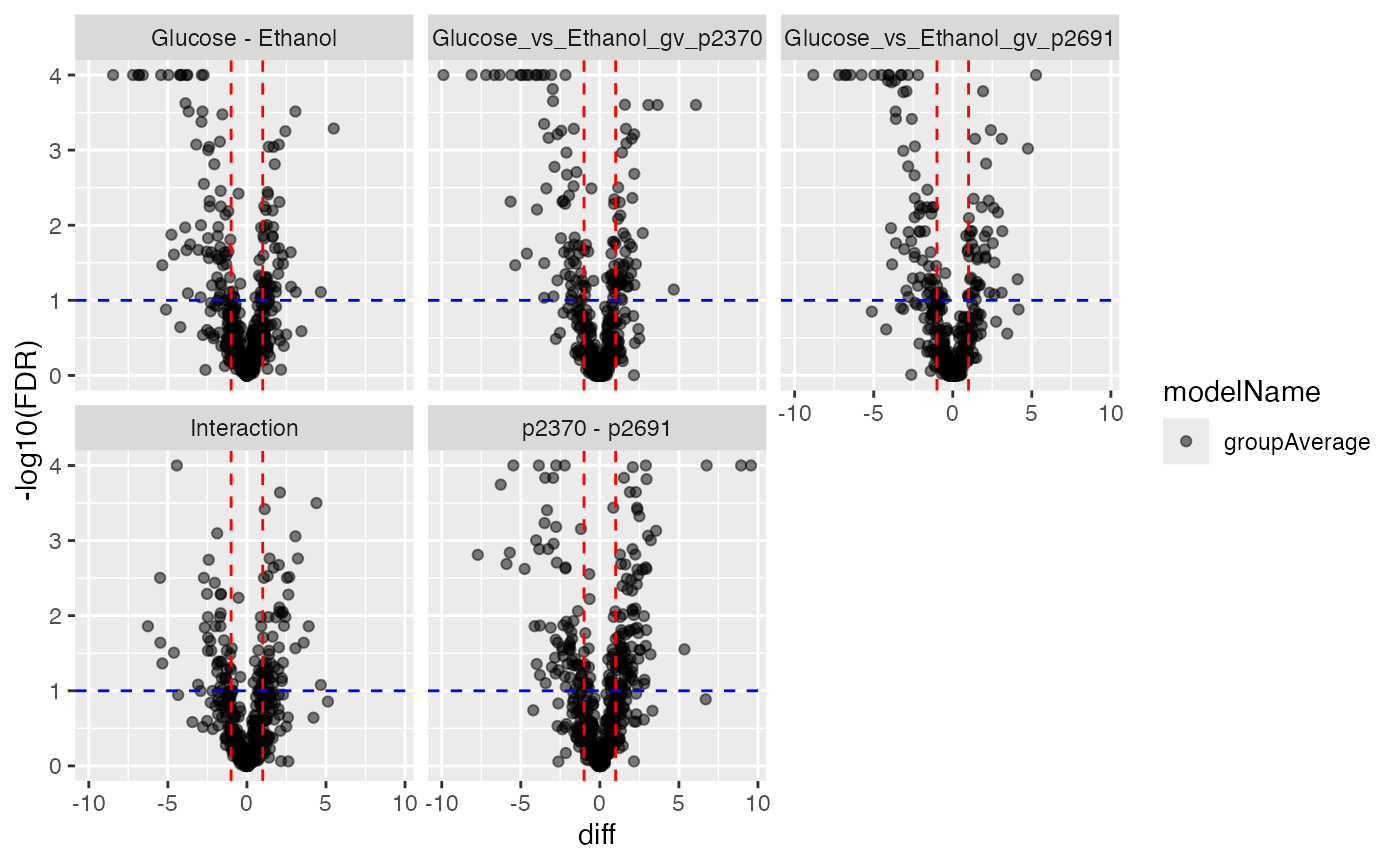 Glucose - Ethanol
Glucose_vs_Ethanol_gv_p2370
Glucose_vs_Ethanol_gv_p2691
4
3
2
1
0
-10
-5
0
5
10
Interaction
p2370 - p2691
4
3
2
1
0
-10
-5
0
5
10
-10
-5
0
5
10
-log10(FDR)
diff
modelName
groupAverage